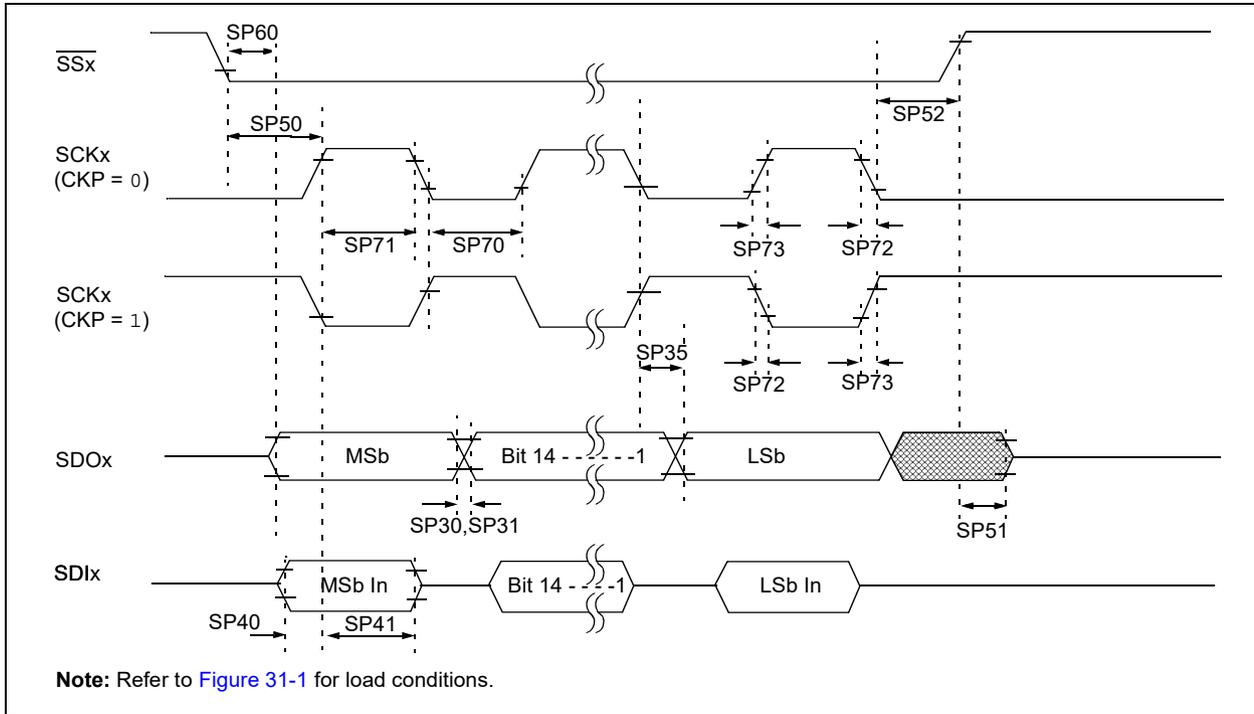 SP60
SSx
SP52
SP50
SCKx
(CKP = 0)
SP71
SP70
SP73
SP72
SCKx
(CKP = 1)
SP35
SP72
SP73
SDOx
MSb
Bit 14 - - - - - -1
LSb
SP30,SP31
SP51
SDIx
MSb In
Bit 14 - - - -1
LSb In
SP40
SP41
Note: Refer to Figure 31-1 for load conditions.